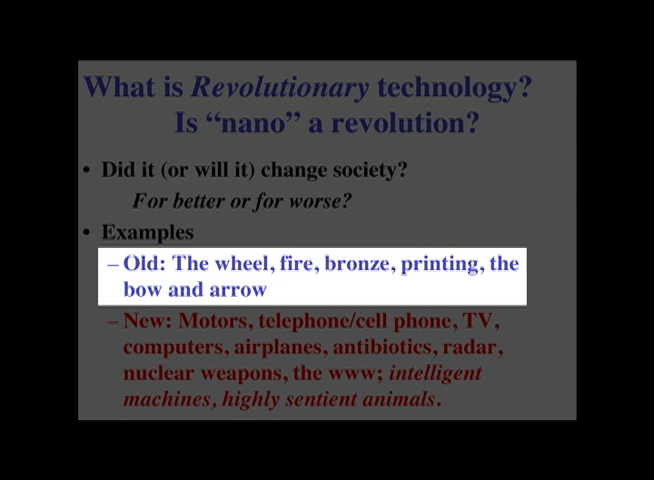 What is Revolutionary technology?
Is “nano” a revolution?
• Did it (or will it) change society?
For better or for worse?
• Examples
– Old: The wheel, fire, bronze, printing, the
bow and arrow
– New: Motors, telephone/cell phone, TV,
computers, airplanes, antibiotics, radar,
nuclear weapons, the www; intelligent
machines, highly sentient animals.